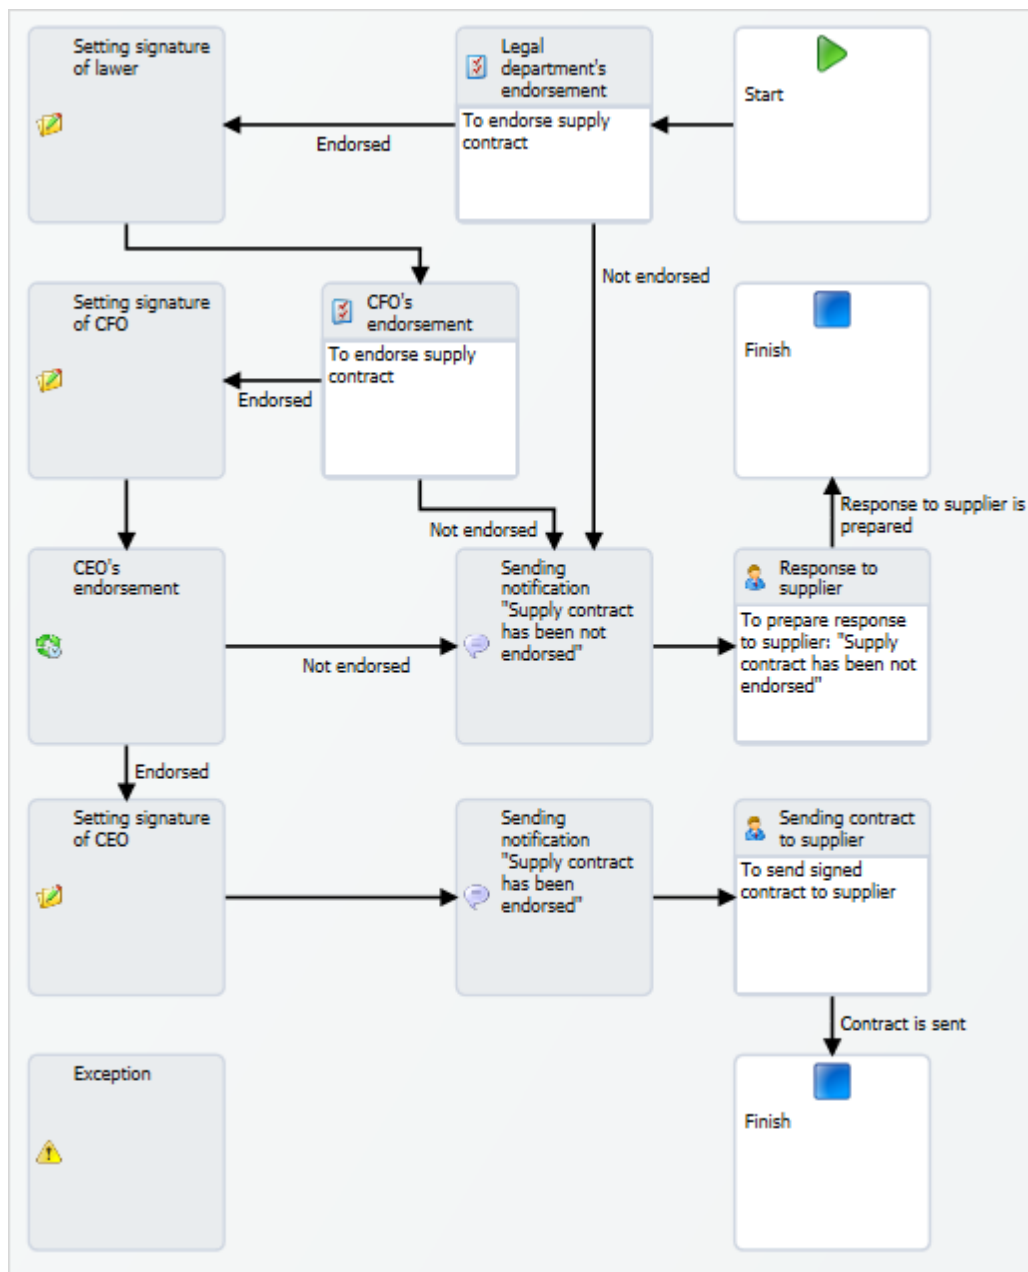 Setting signature
of lawer
Legal
department's
endorsement
To endorse supply
contract
Start
Endorsed
Not endorsed
Setting signature
of CFO
CFO's
endorsement
To endorse supply
contract
Endorsed
Finish
Not endorsed
Response to supplier is
prepared
CEO's
endorsement
Not endorsed
Sending
notification
"Supply contract
has been not
endorsed"
Response to
supplier
To prepare response
to supplier: "Supply
contract has been not
endorsed"
Endorsed
Setting signature
of CEO
Sending
notification
"Supply contract
has been
endorsed"
Sending contract
to supplier
To send signed
contract to supplier
Contract is sent
Exception
Finish